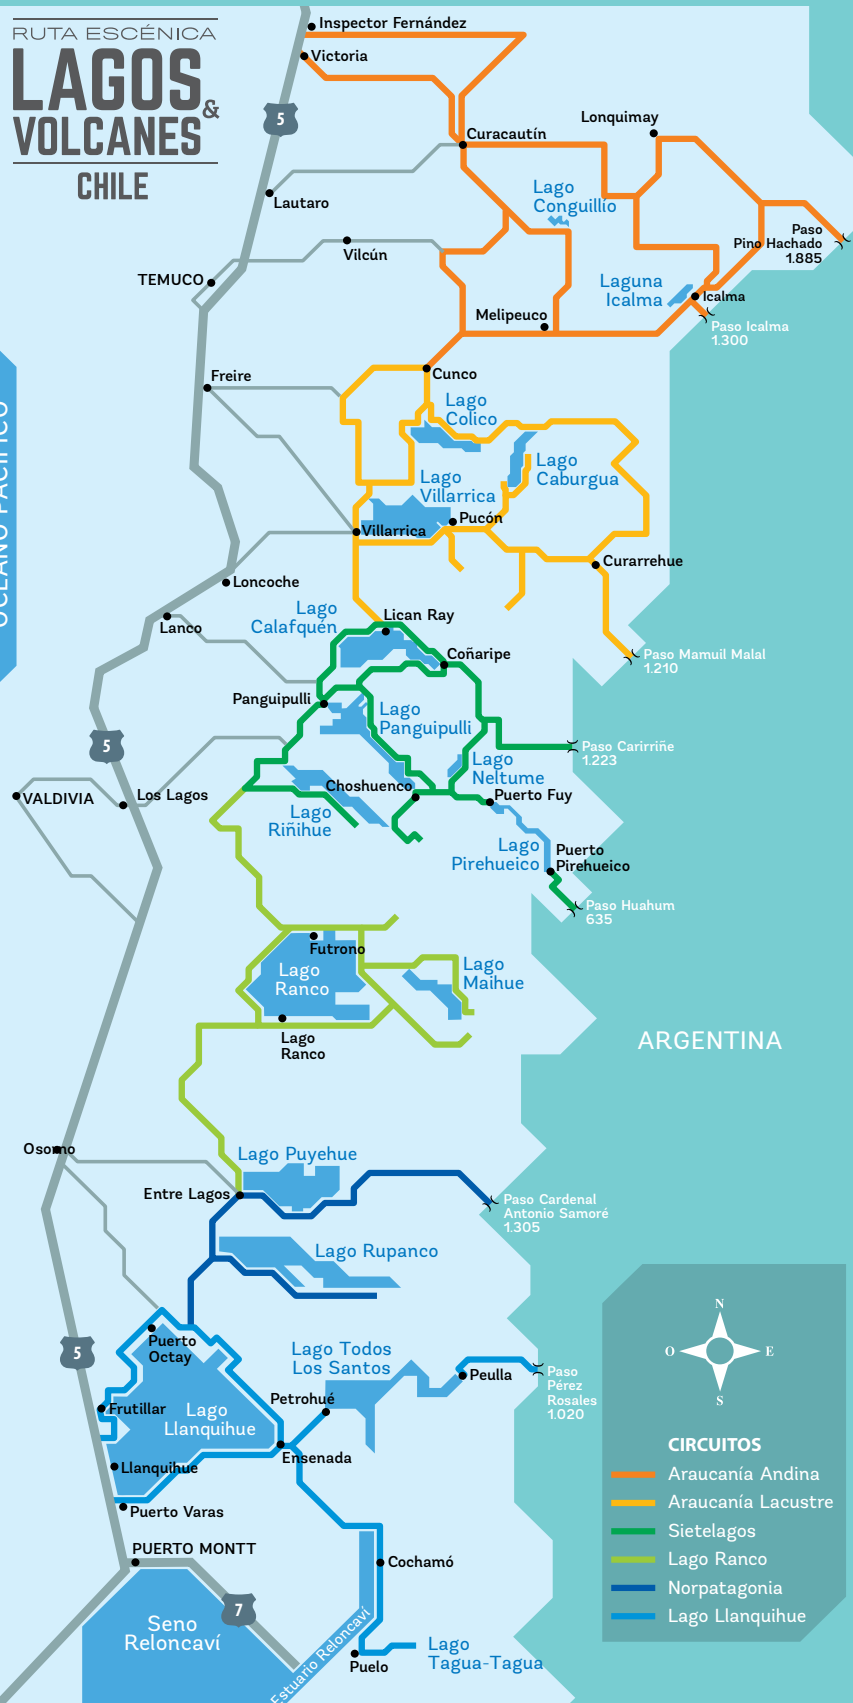 RUTA ESCÉNICA
LAGOS &
VOLCANES
CHILE
Inspector Fernández
Victoria
5
Lonquimay
Curacautín
Lago
Conguillío
Lautaro
Paso
Pino Hachado
1.885
Vilcún
TEMUCO
Laguna
Icalma
Icalma
Melipeuco
Paso Icalma
1.300
Freire
Cunco
OCÉANO PACÍFICO
Lago
Colico
Lago
Caburgua
Lago
Villarrica
Pucón
Villarrica
Curarrehue
Loncoche
Lago
Calafquén
Lican Ray
Lanco
Coñaripe
Paso Mamuil Malal
1.210
Panguipulli
Lago
Panguipulli
5
Paso Carirriñe
1.223
Lago
Neltume
Choshuenco
Puerto Fuy
VALDIVIA
Los Lagos
Lago
Riñihue
Lago
Pirehueico
Puerto
Pirehueico
Paso Huahum
635
Futrono
Lago
Ranco
Lago
Maihue
Lago
Ranco
ARGENTINA
Osorno
Lago Puyehue
Entre Lagos
Paso Cardenal
Antonio Samoré
1.305
Lago Rupanco
Puerto
Octay
5
Lago Todos
Los Santos
Peulla
Paso
Pérez
Rosales
1.020
Petrohué
Frutillar
Lago
Llanquihue
Ensenada
Llanquihue
Puerto Varas
PUERTO MONTT
Cochamó
7
Seno
Reloncaví
Estuario Reloncaví
Lago
Tagua-Tagua
Puelo
N
O
E
S
CIRCUITOS
Araucanía Andina
Araucanía Lacustre
Sietelagos
Lago Ranco
Norpatagonia
Lago Llanquihue